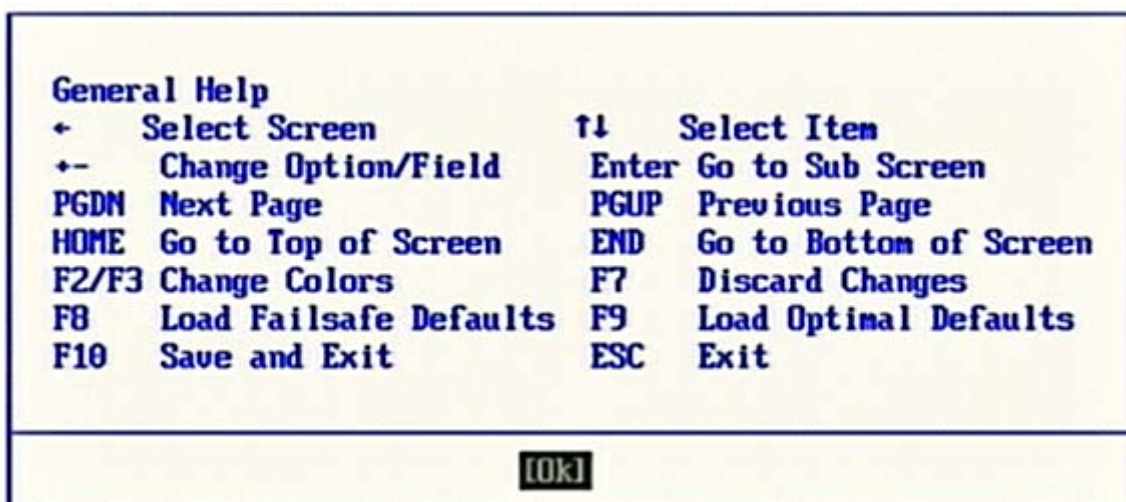 General Help
← Select Screen ↑↓ Select Item
+- Change Option/Field Enter Go to Sub Screen
PGDN Next Page PGUP Previous Page
HOME Go to Top of Screen END Go to Bottom of Screen
F2/F3 Change Colors F7 Discard Changes
F8 Load Failsafe Defaults F9 Load Optimal Defaults
F10 Save and Exit ESC Exit
[Ok]